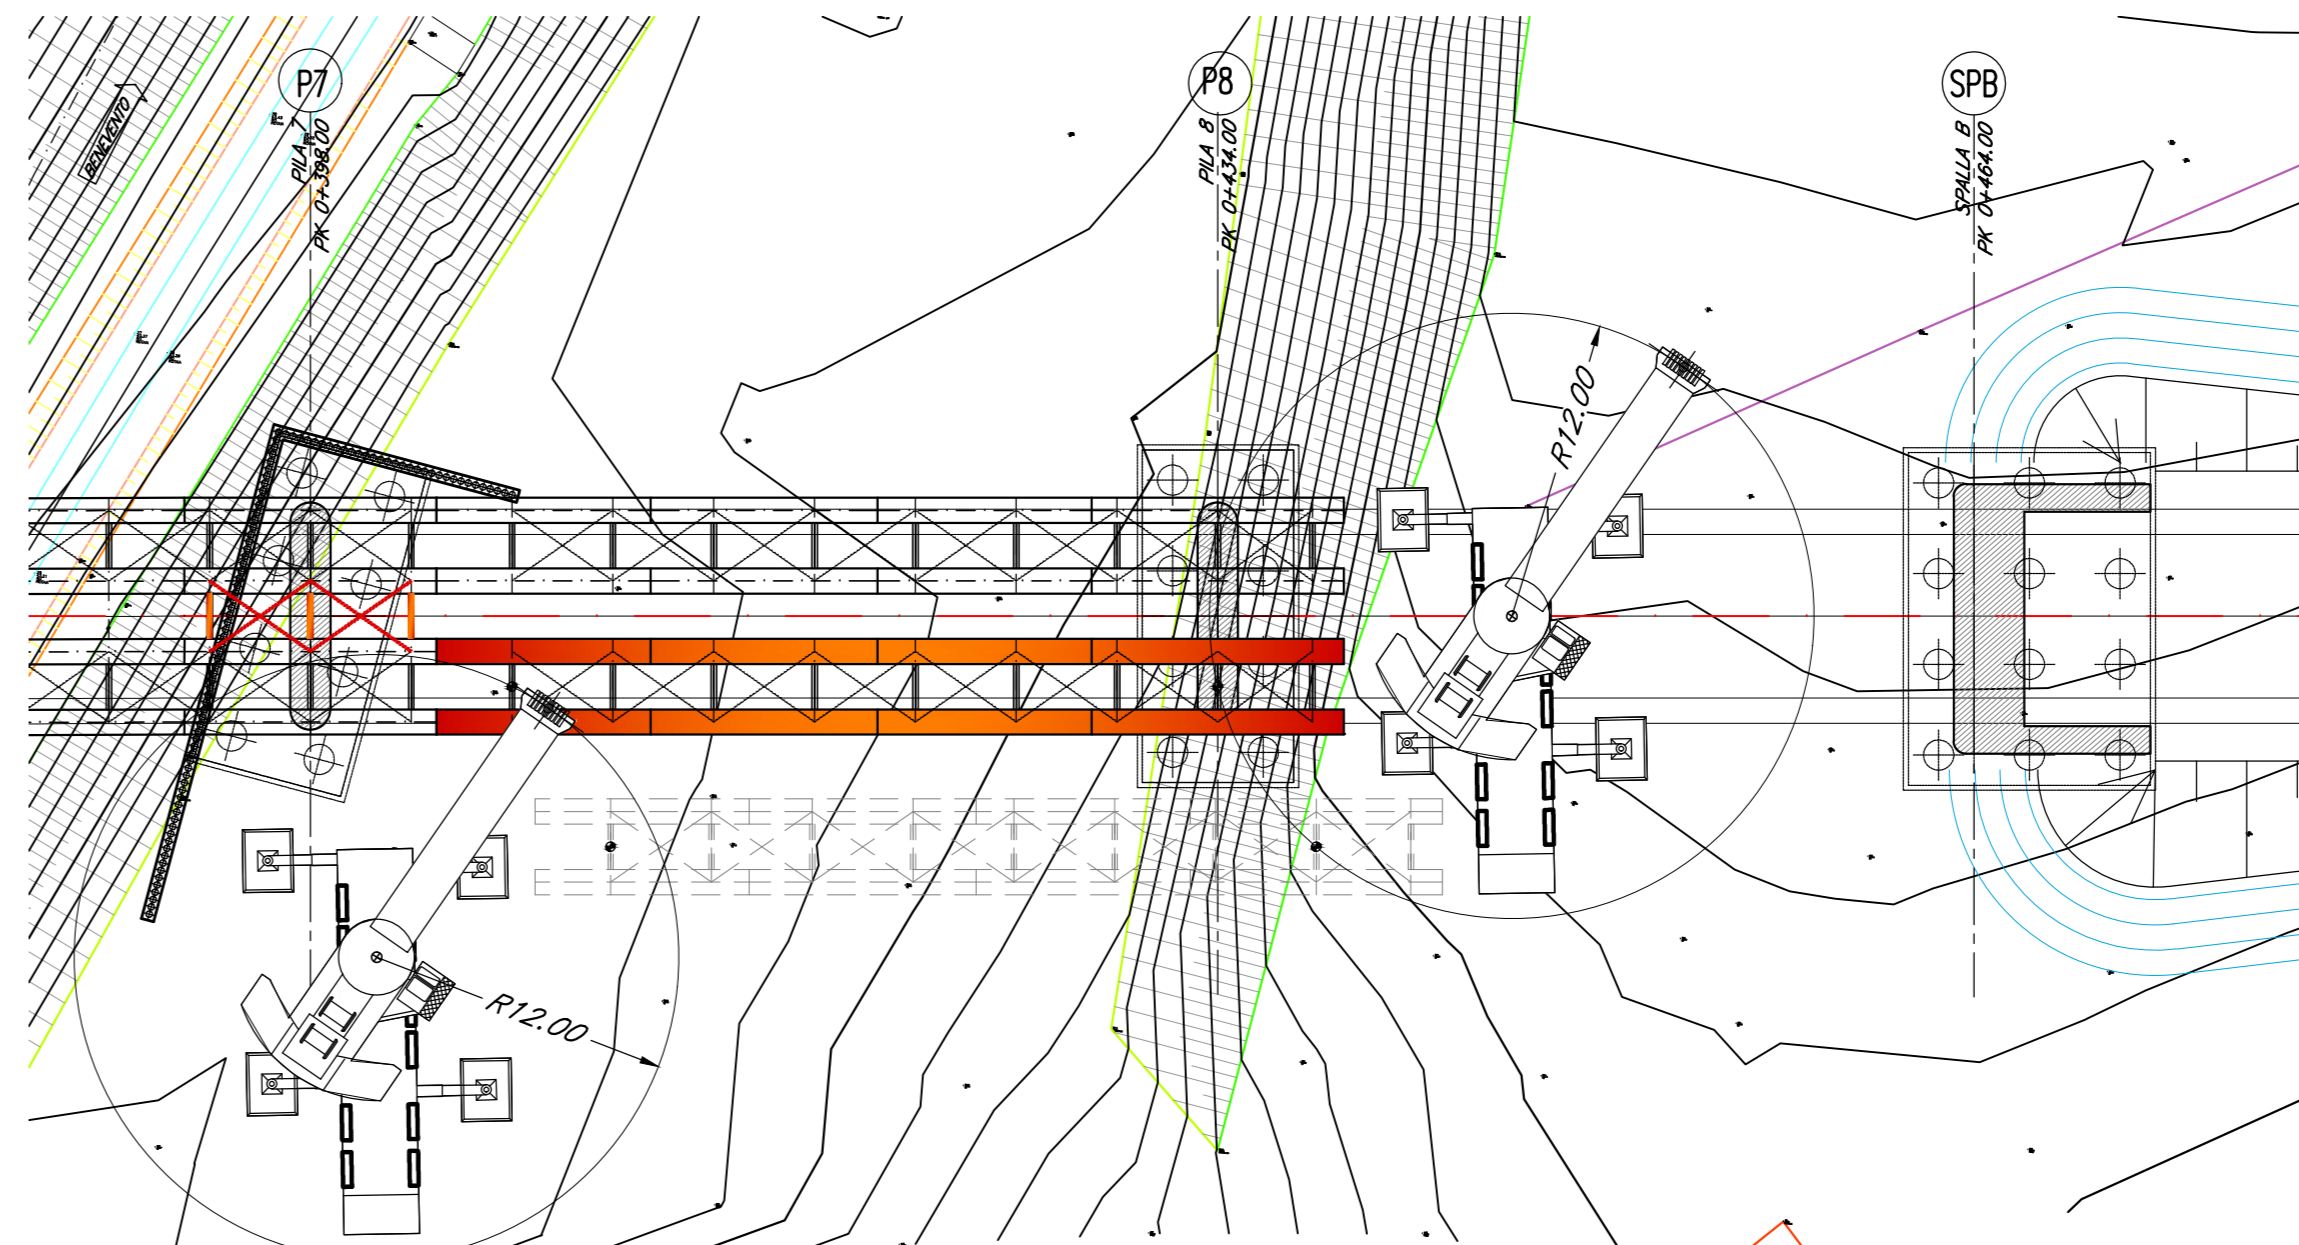 BENEVENTO
P7
PILA 7
PK 0+398.00
P8
PILA 8
PK 0+434.00
SPB
SPALLA B
PK 0+464.00
R12.00
R12.00